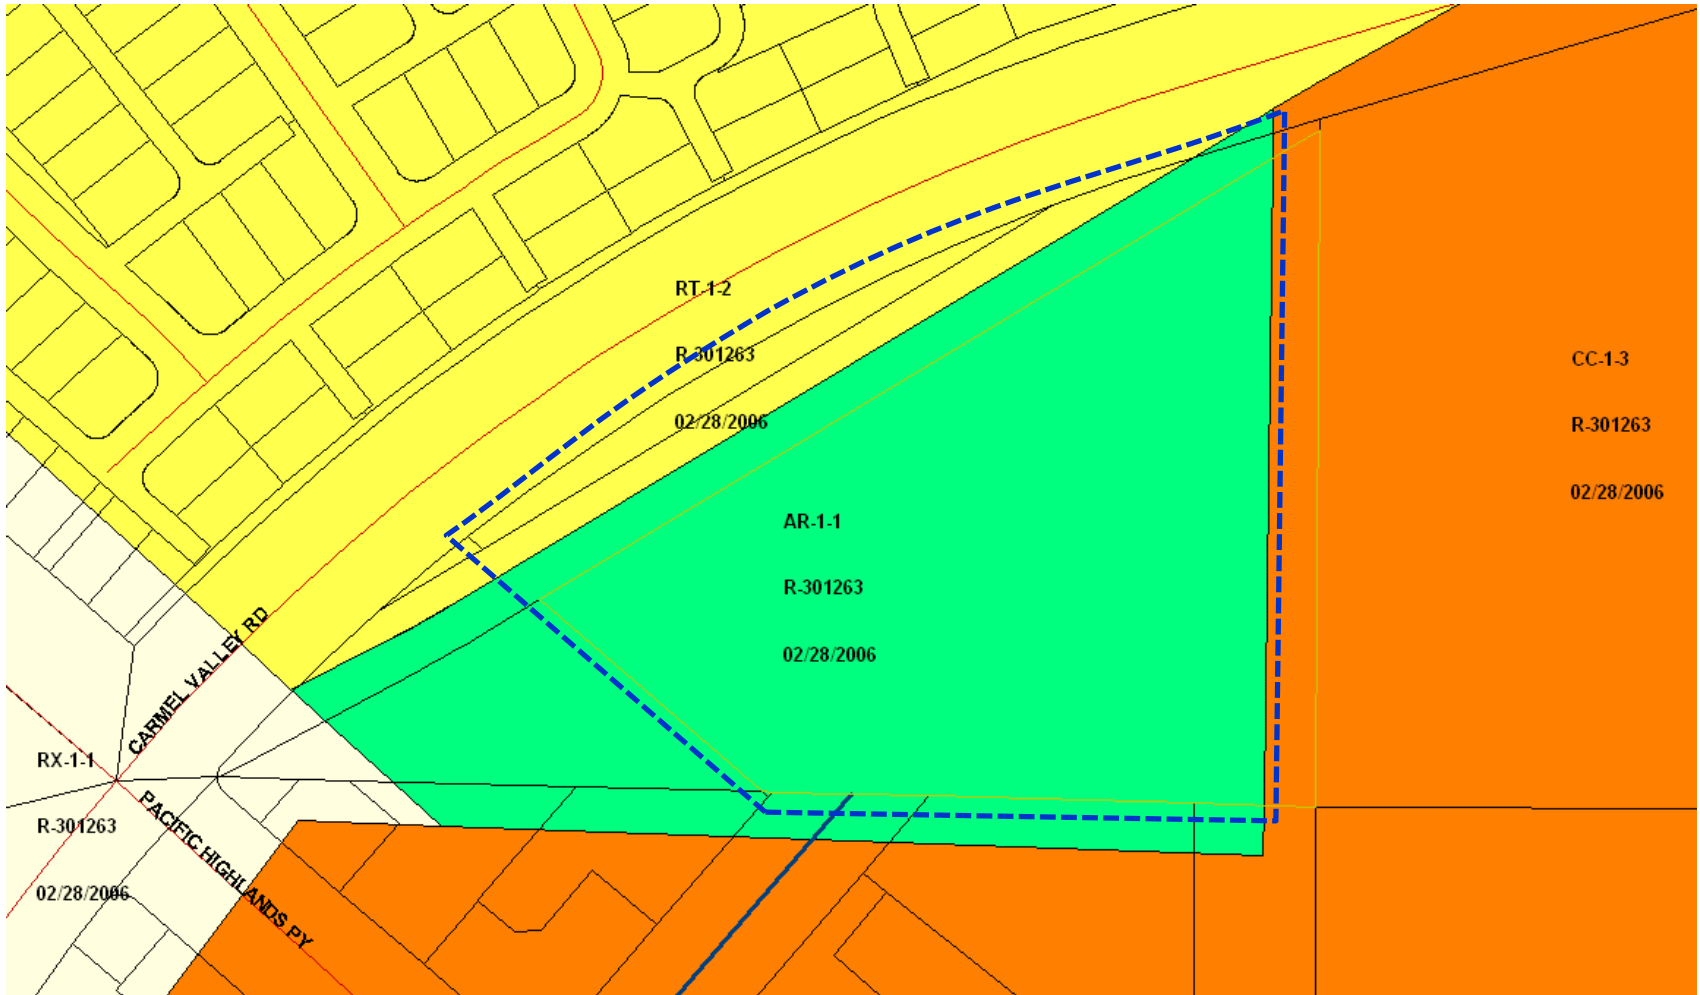 RT-1-2
R-301263
02/28/2006
CC-1-3
R-301263
02/28/2006
AR-1-1
R-301263
02/28/2006
CARMEL VALLEY RD
RX-1-1
R-301263
02/28/2006
PACIFIC HIGHLANDS PY